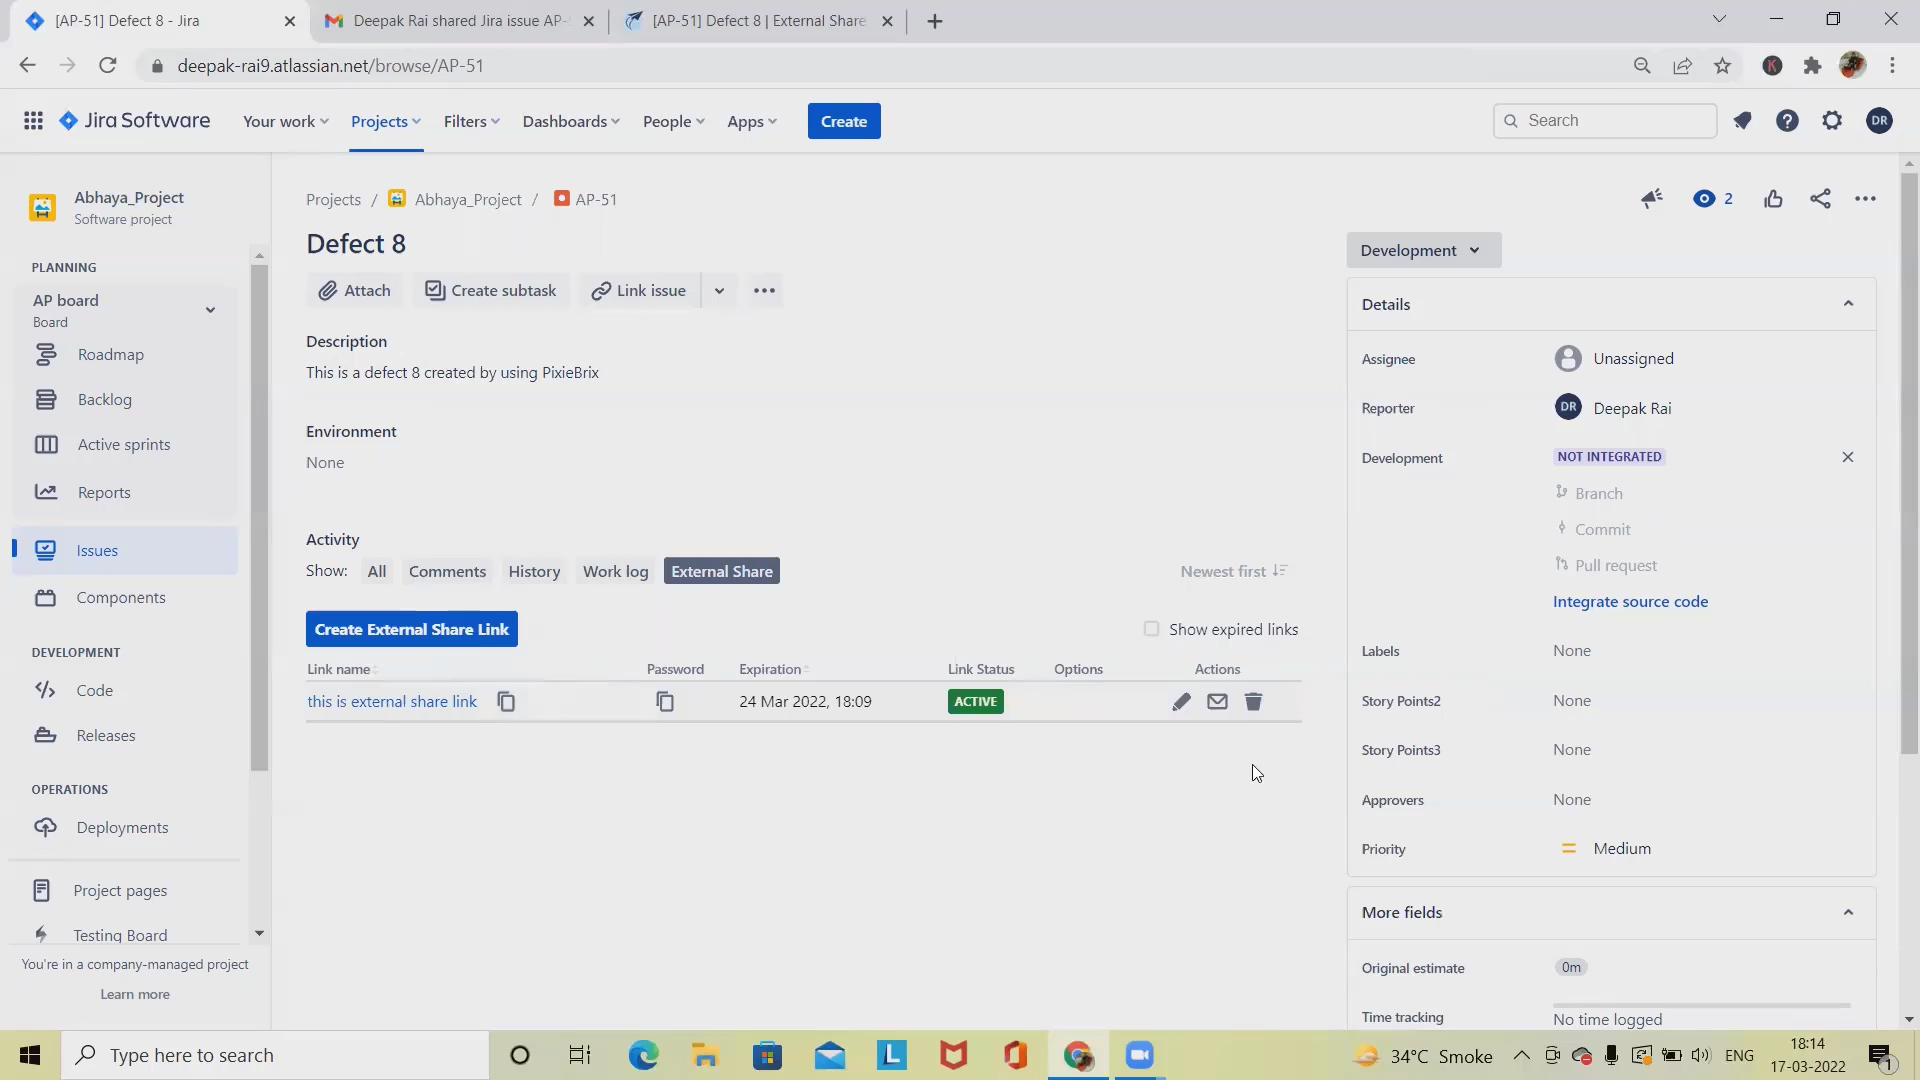 [AP-51] Defect 8 - Jira
Deepak Rai shared Jira issue AP-
[AP-51] Defect 8 | External Share
deepak-rai9.atlassian.net/browse/AP-51
K
Jira Software
Your work
Projects
Filters
Dashboards
People
Apps
Create
Search
DR
Abhaya_Project
Software project
PLANNING
AP board
Board
Roadmap
Backlog
Active sprints
Reports
Issues
Components
DEVELOPMENT
Code
Releases
OPERATIONS
Deployments
Project pages
Testing Board
You're in a company-managed project
Learn more
Projects / Abhaya_Project / AP-51
2
Defect 8
Attach
Create subtask
Link issue
Description
This is a defect 8 created by using PixieBrix
Environment
None
Activity
Show: All Comments History Work log External Share
Newest first
Create External Share Link
Show expired links
Link name Password Expiration Link Status Options Actions
this is external share link 24 Mar 2022, 18:09 ACTIVE
Development
Details
Assignee Unassigned
Reporter DR Deepak Rai
Development NOT INTEGRATED
Branch
Commit
Pull request
Integrate source code
Labels None
Story Points2 None
Story Points3 None
Approvers None
Priority Medium
More fields
Original estimate 0m
Time tracking No time logged
Type here to search
L
34°C Smoke
ENG
18:14
17-03-2022
1